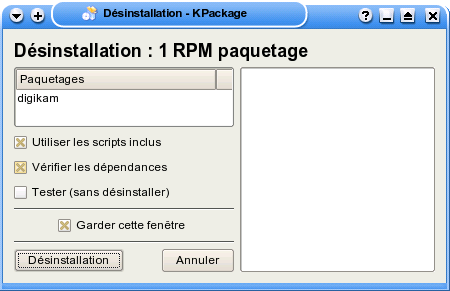 Désinstallation - KPackage
Désinstallation : 1 RPM paquetage
Paquetages
digikam
Utiliser les scripts inclus
Vérifier les dépendances
Tester (sans désinstaller)
Garder cette fenêtre
Désinstallation
Annuler